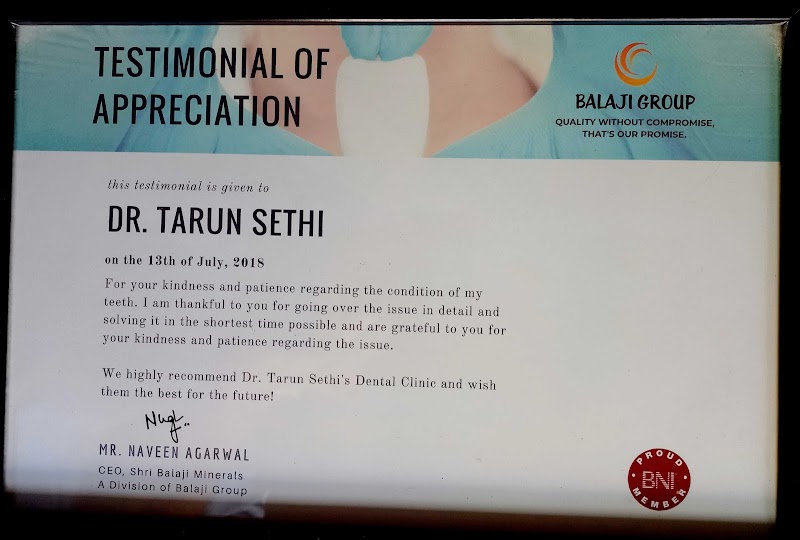 TESTIMONIAL OF
APPRECIATION
BALAJI GROUP
QUALITY WITHOUT COMPROMISE,
THAT'S OUR PROMISE.
this testimonial is given to
DR. TARUN SETHI
on the 13th of July, 2018
For your kindness and patience regarding the condition of my
teeth. I am thankful to you for going over the issue in detail and
solving it in the shortest time possible and are grateful to you for
your kindness and patience regarding the issue.
We highly recommend Dr. Tarun Sethi's Dental Clinic and wish
them the best for the future!
MR. NAVEEN AGARWAL
CEO, Shri Balaji Minerals
A Division of Balaji Group
PROUD
BNI
MEMBER